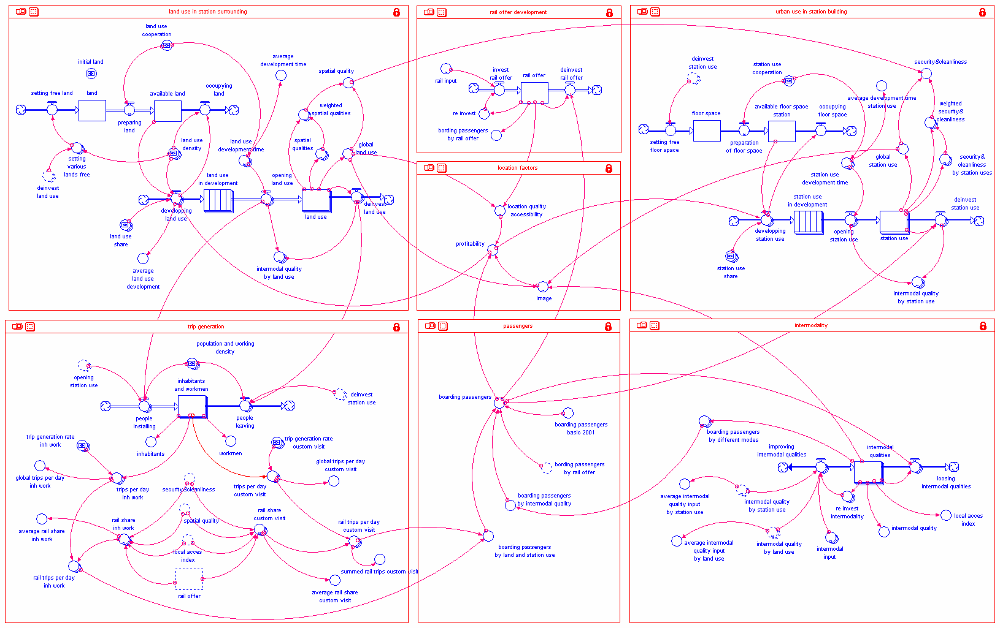 land use in station surrounding
land use
cooperation
initial land
average
development time
spatial quality
setting free land
land
available land
occupying
land
preparing
land
weighted
spatial qualities
land use
density
land use
development time
spatial
qualities
global
land use
setting
various
lands free
deinvest
land use
land use
in development
opening
land use
developping
land use
land use
deinvest
land use
land use
share
average
land use
development
intermodal quality
by land use
rail offer development
rail input
invest
rail offer
rail offer
deinvest
rail offer
re invest
bording passengers
by rail offer
location factors
location quality
accessibility
profitability
image
urban use in station building
deinvest
station use
station use
cooperation
security&cleanliness
average development time
station use
floor space
available floor space
station
occupying
floor space
weighted
security&
cleanliness
setting free
floor space
preparation
of floor space
global
station use
security&
cleanliness
by station uses
station use
development time
station use
in development
deinvest
station use
developping
station use
opening
station use
station use
station use
share
intermodal quality
by station use
trip generation
population and working
density
opening
station use
inhabitants
and workmen
deinvest
station use
people
installing
people
leaving
trip generation rate
inh work
inhabitants
workmen
trip generation rate
custom visit
global trips per day
custom visit
global trips per day
inh work
trips per day
inh work
security&cleanliness
trips per day
custom visit
rail share
inh work
spatial quality
rail share
custom visit
rail trips per day
custom visit
average rail share
inh work
local acces
index
rail trips per day
inh work
rail offer
summed rail trips custom visit
average rail share
custom visit
passengers
boarding passengers
boarding passengers
basic 2001
bording passengers
by rail offer
boarding passengers
by intermodal quality
boarding passengers
by land and station use
intermodality
boarding passengers
by different modes
improving
intermodal qualities
intermodal
qualities
loosing
intermodal qualities
average intermodal
quality input
by station use
intermodal quality
by station use
re invest
intermodality
local acces
index
intermodal quality
average intermodal
quality input
by land use
intermodal quality
by land use
intermodal
input